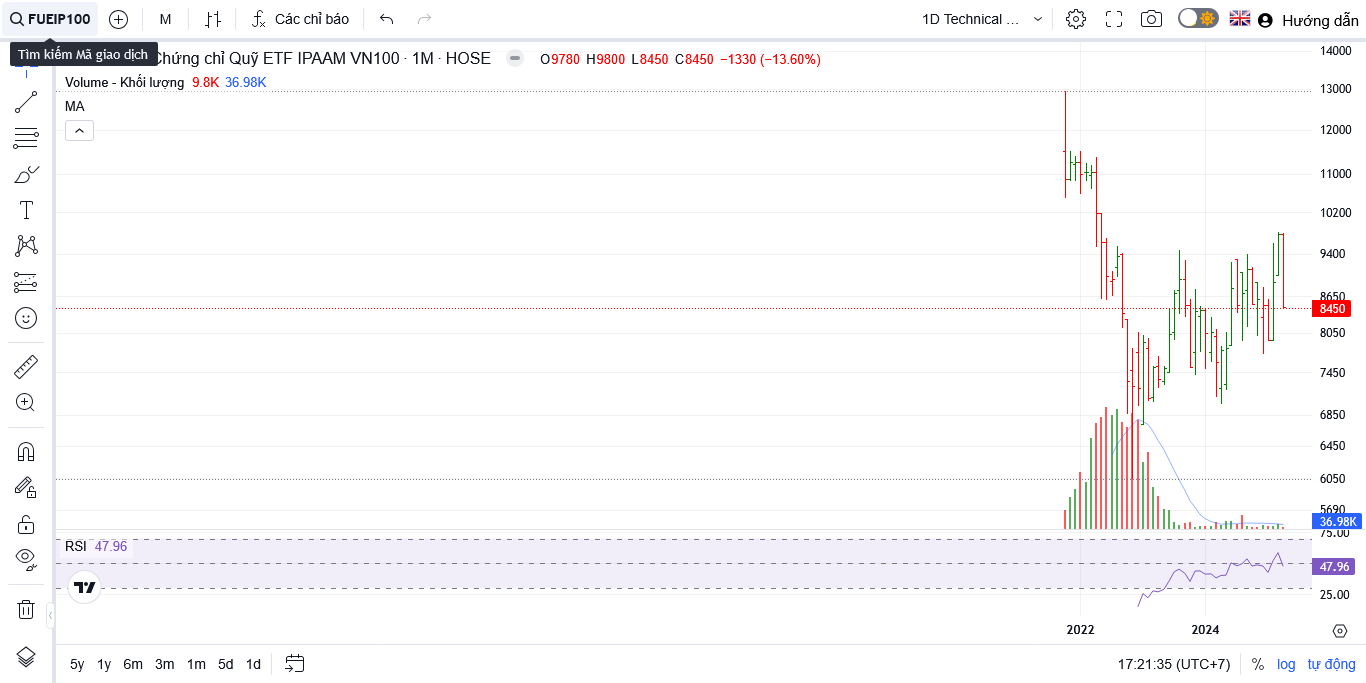 FUEIP100
M
Các chỉ báo
1D Technical ...
Hướng dẫn
Tìm kiếm Mã giao dịch
Chứng chỉ Quỹ ETF IPAAM VN100 · 1M · HOSE
O9780 H9800 L8450 C8450 −1330 (−13.60%)
Volume - Khối lượng 9.8K 36.98K
MA
14000
13000
12000
11000
10200
9400
8650
8450
8050
7450
6850
6450
6050
5690
36.98K
75.00
RSI 47.96
47.96
25.00
2022
2024
5y 1y 6m 3m 1m 5d 1d
17:21:35 (UTC+7)
%
log
tự động